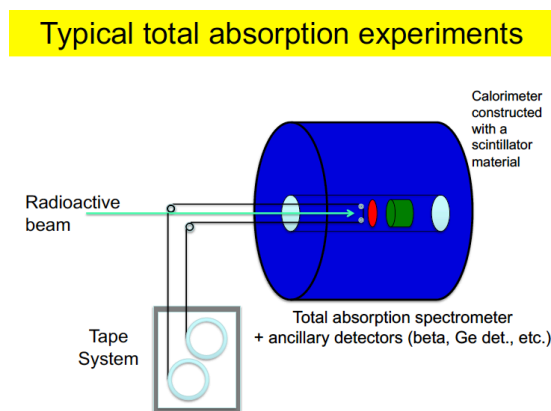 Typical total absorption experiments
Calorimeter
constructed
with a
scintillator
material
Radioactive
beam
Total absorption spectrometer
+ ancillary detectors (beta, Ge det., etc.)
Tape
System